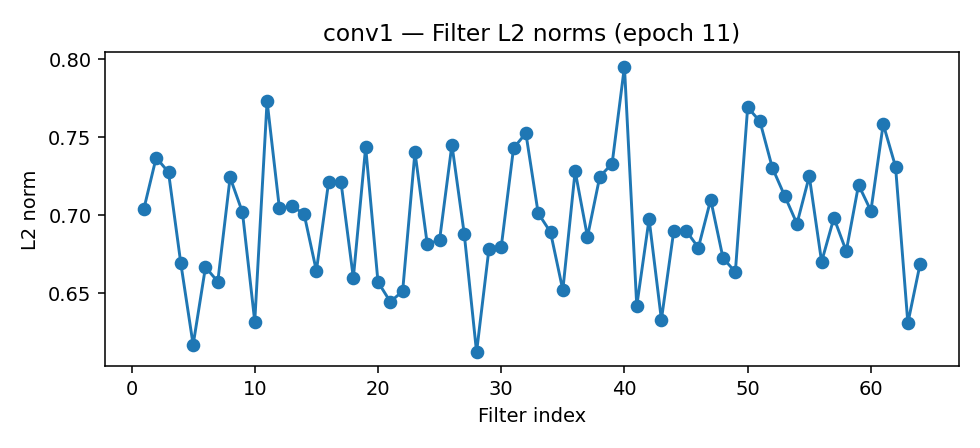 conv1 — Filter L2 norms (epoch 11)
0.80
0.75
0.70
0.65
L2 norm
0 10 20 30 40 50 60
Filter index